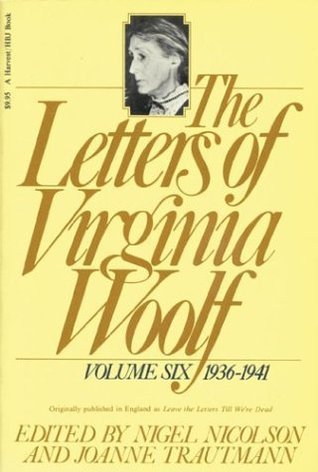 A Harvest/HBJ Book
$9.95
The
Letters of
Virginia
Woolf
VOLUME SIX 1936-1941
Originally published in England as Leave the Letters Till We're Dead
EDITED BY NIGEL NICOLSON
AND JOANNE TRAUTMANN